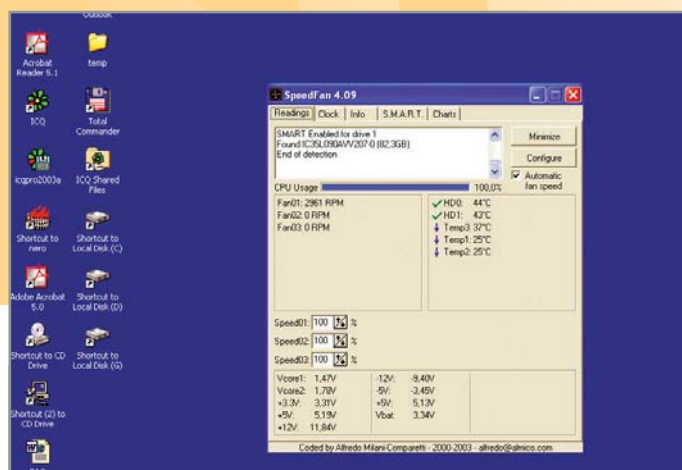 Outlook
Acrobat
Reader 5.1
temp
ICQ
Total
Commander
icqpro2003a
ICQ Shared
Files
Shortcut to
nero
Shortcut to
Local Disk (C)
Adobe Acrobat
5.0
Shortcut to
Local Disk (D)
Shortcut to CD
Drive
Shortcut to
Local Disk (G)
Shortcut (2) to
CD Drive
SpeedFan 4.09
Readings Clock Info S.M.A.R.T. Charts
SMART Enabled for drive 1
Found IC35L090AVV207-0 (82,3GB)
End of detection
Minimize
Configure
Automatic
fan speed
CPU Usage 100,0%
Fan01: 2961 RPM
Fan02: 0 RPM
Fan03: 0 RPM
HD0: 44°C
HD1: 43°C
Temp3: 37°C
Temp1: 25°C
Temp2: 25°C
Speed01: 100 %
Speed02: 100 %
Speed03: 100 %
Vcore1: 1,47V -12V: -9,40V
Vcore2: 1,78V -5V: -3,45V
+3.3V: 3,31V +5V: 5,13V
+5V: 5,19V Vbat: 3,34V
+12V: 11,84V
Coded by Alfredo Milani-Comparetti - 2000-2003 - alfredo@almico.com